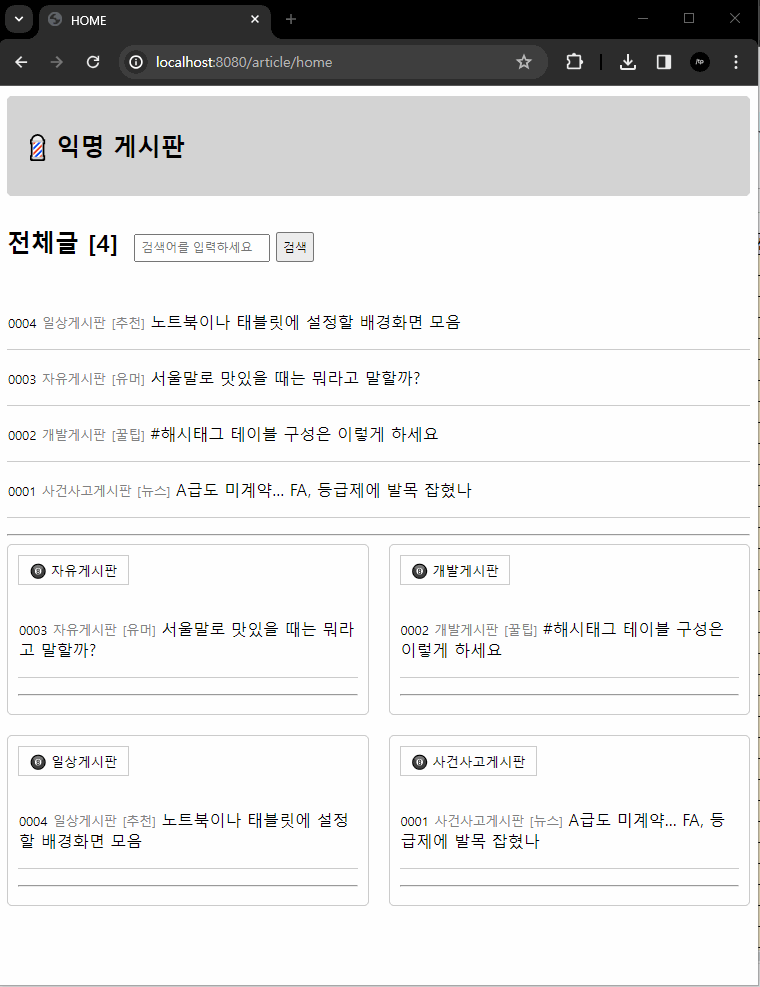 HOME
localhost:8080/article/home
익명 게시판
전체글 [4]
검색어를 입력하세요
검색
0004 일상게시판 [추천] 노트북이나 태블릿에 설정할 배경화면 모음
0003 자유게시판 [유머] 서울말로 맛있을 때는 뭐라고 말할까?
0002 개발게시판 [꿀팁] #해시태그 테이블 구성은 이렇게 하세요
0001 사건사고게시판 [뉴스] A급도 미계약... FA, 등급제에 발목 잡혔나
자유게시판
0003 자유게시판 [유머] 서울말로 맛있을 때는 뭐라
고 말할까?
개발게시판
0002 개발게시판 [꿀팁] #해시태그 테이블 구성은
이렇게 하세요
일상게시판
0004 일상게시판 [추천] 노트북이나 태블릿에 설정
할 배경화면 모음
사건사고게시판
0001 사건사고게시판 [뉴스] A급도 미계약... FA, 등
급제에 발목 잡혔나